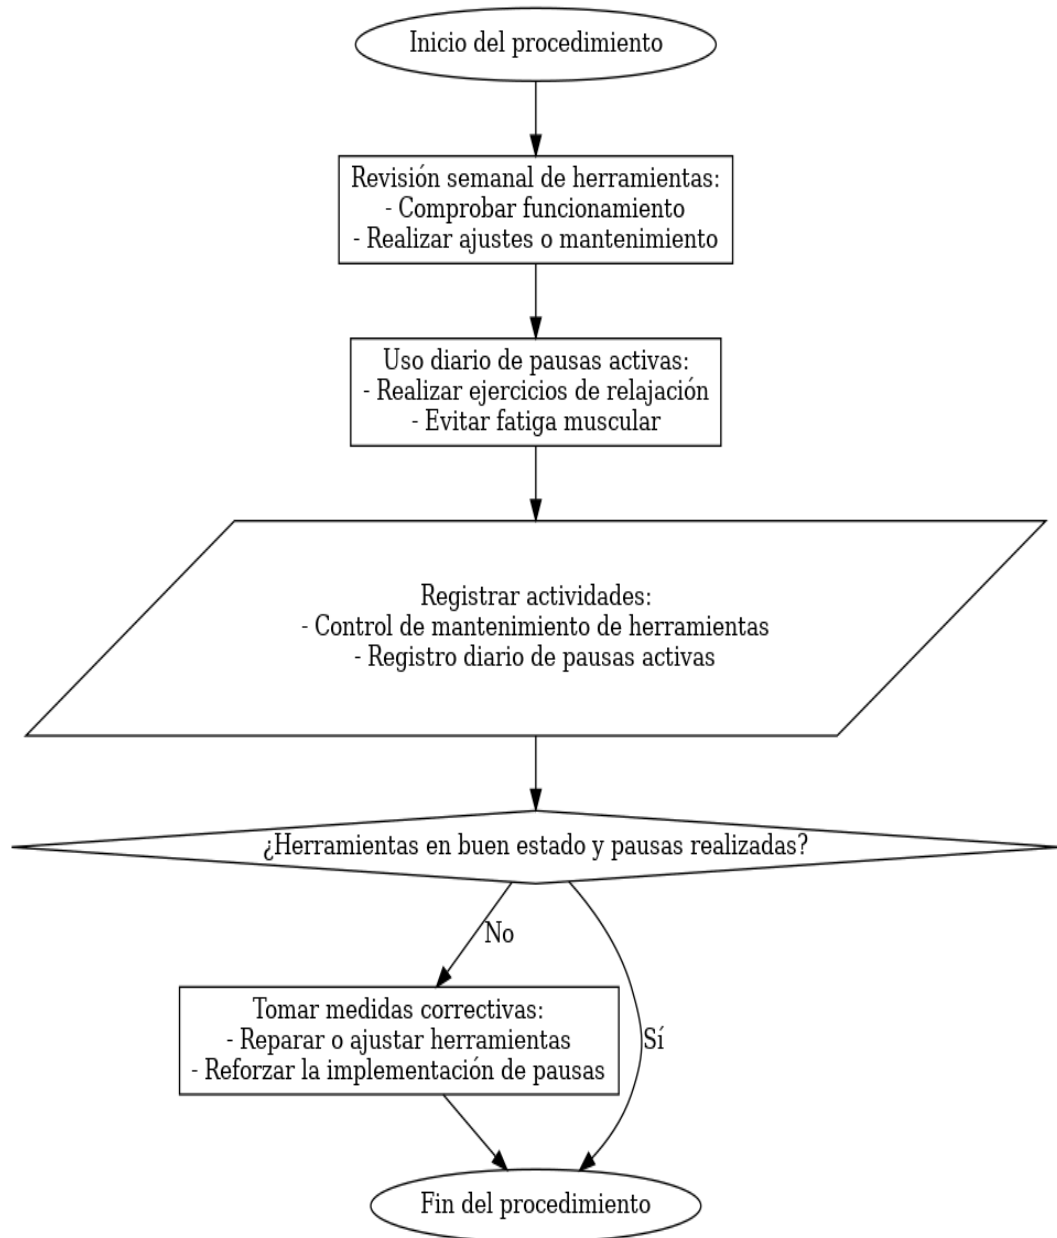 Inicio del procedimiento
Revisión semanal de herramientas:
- Comprobar funcionamiento
- Realizar ajustes o mantenimiento
Uso diario de pausas activas:
- Realizar ejercicios de relajación
- Evitar fatiga muscular
Registrar actividades:
- Control de mantenimiento de herramientas
- Registro diario de pausas activas
¿Herramientas en buen estado y pausas realizadas?
No
Tomar medidas correctivas:
- Reparar o ajustar herramientas
- Reforzar la implementación de pausas
Sí
Fin del procedimiento